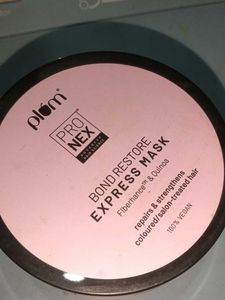 plum®
PRO
NEX
BOND RESTORE
EXPRESS MASK
Fiberhance™ & Quinoa
repairs & strengthens
coloured/salon-treated hair
100% VEGAN